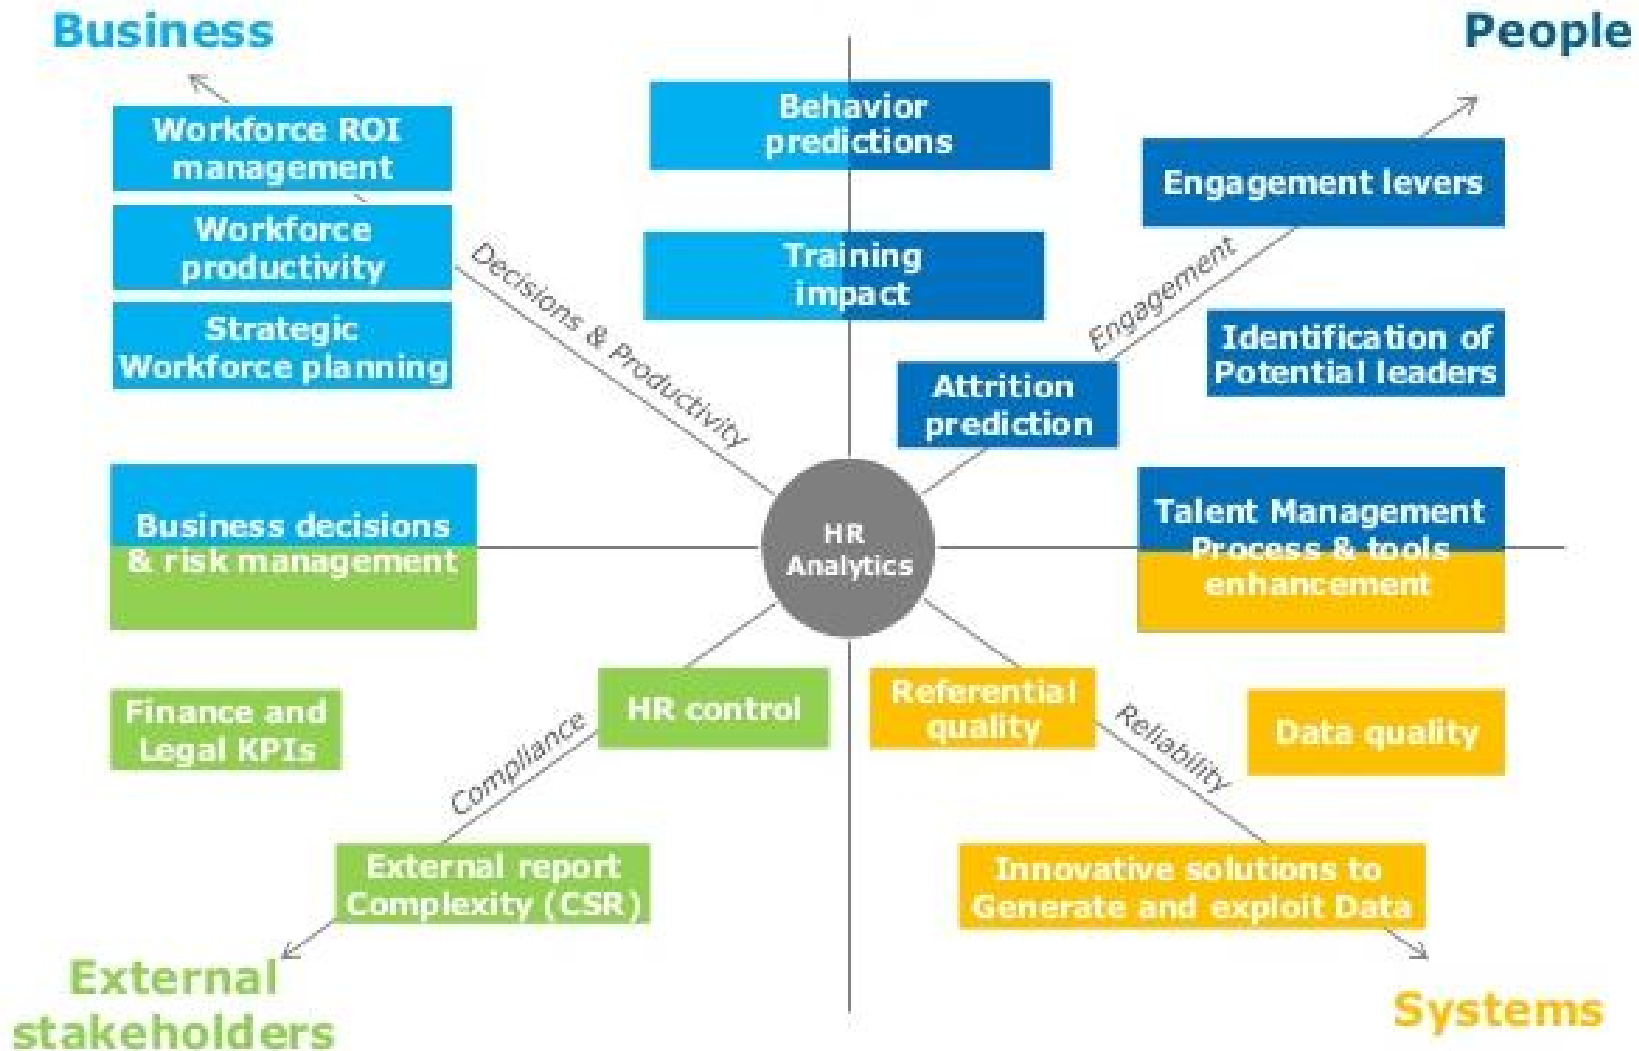 Business
People
Workforce ROI
management
Behavior
predictions
Engagement levers
Workforce
productivity
Training
impact
Decisions & Productivity
Engagement
Strategic
Workforce planning
Identification of
Potential leaders
Attrition
prediction
Business decisions
& risk management
HR
Analytics
Talent Management
Process & tools
enhancement
Finance and
Legal KPIs
HR control
Referential
quality
Data quality
Compliance
Reliability
External report
Complexity (CSR)
Innovative solutions to
Generate and exploit Data
External
stakeholders
Systems